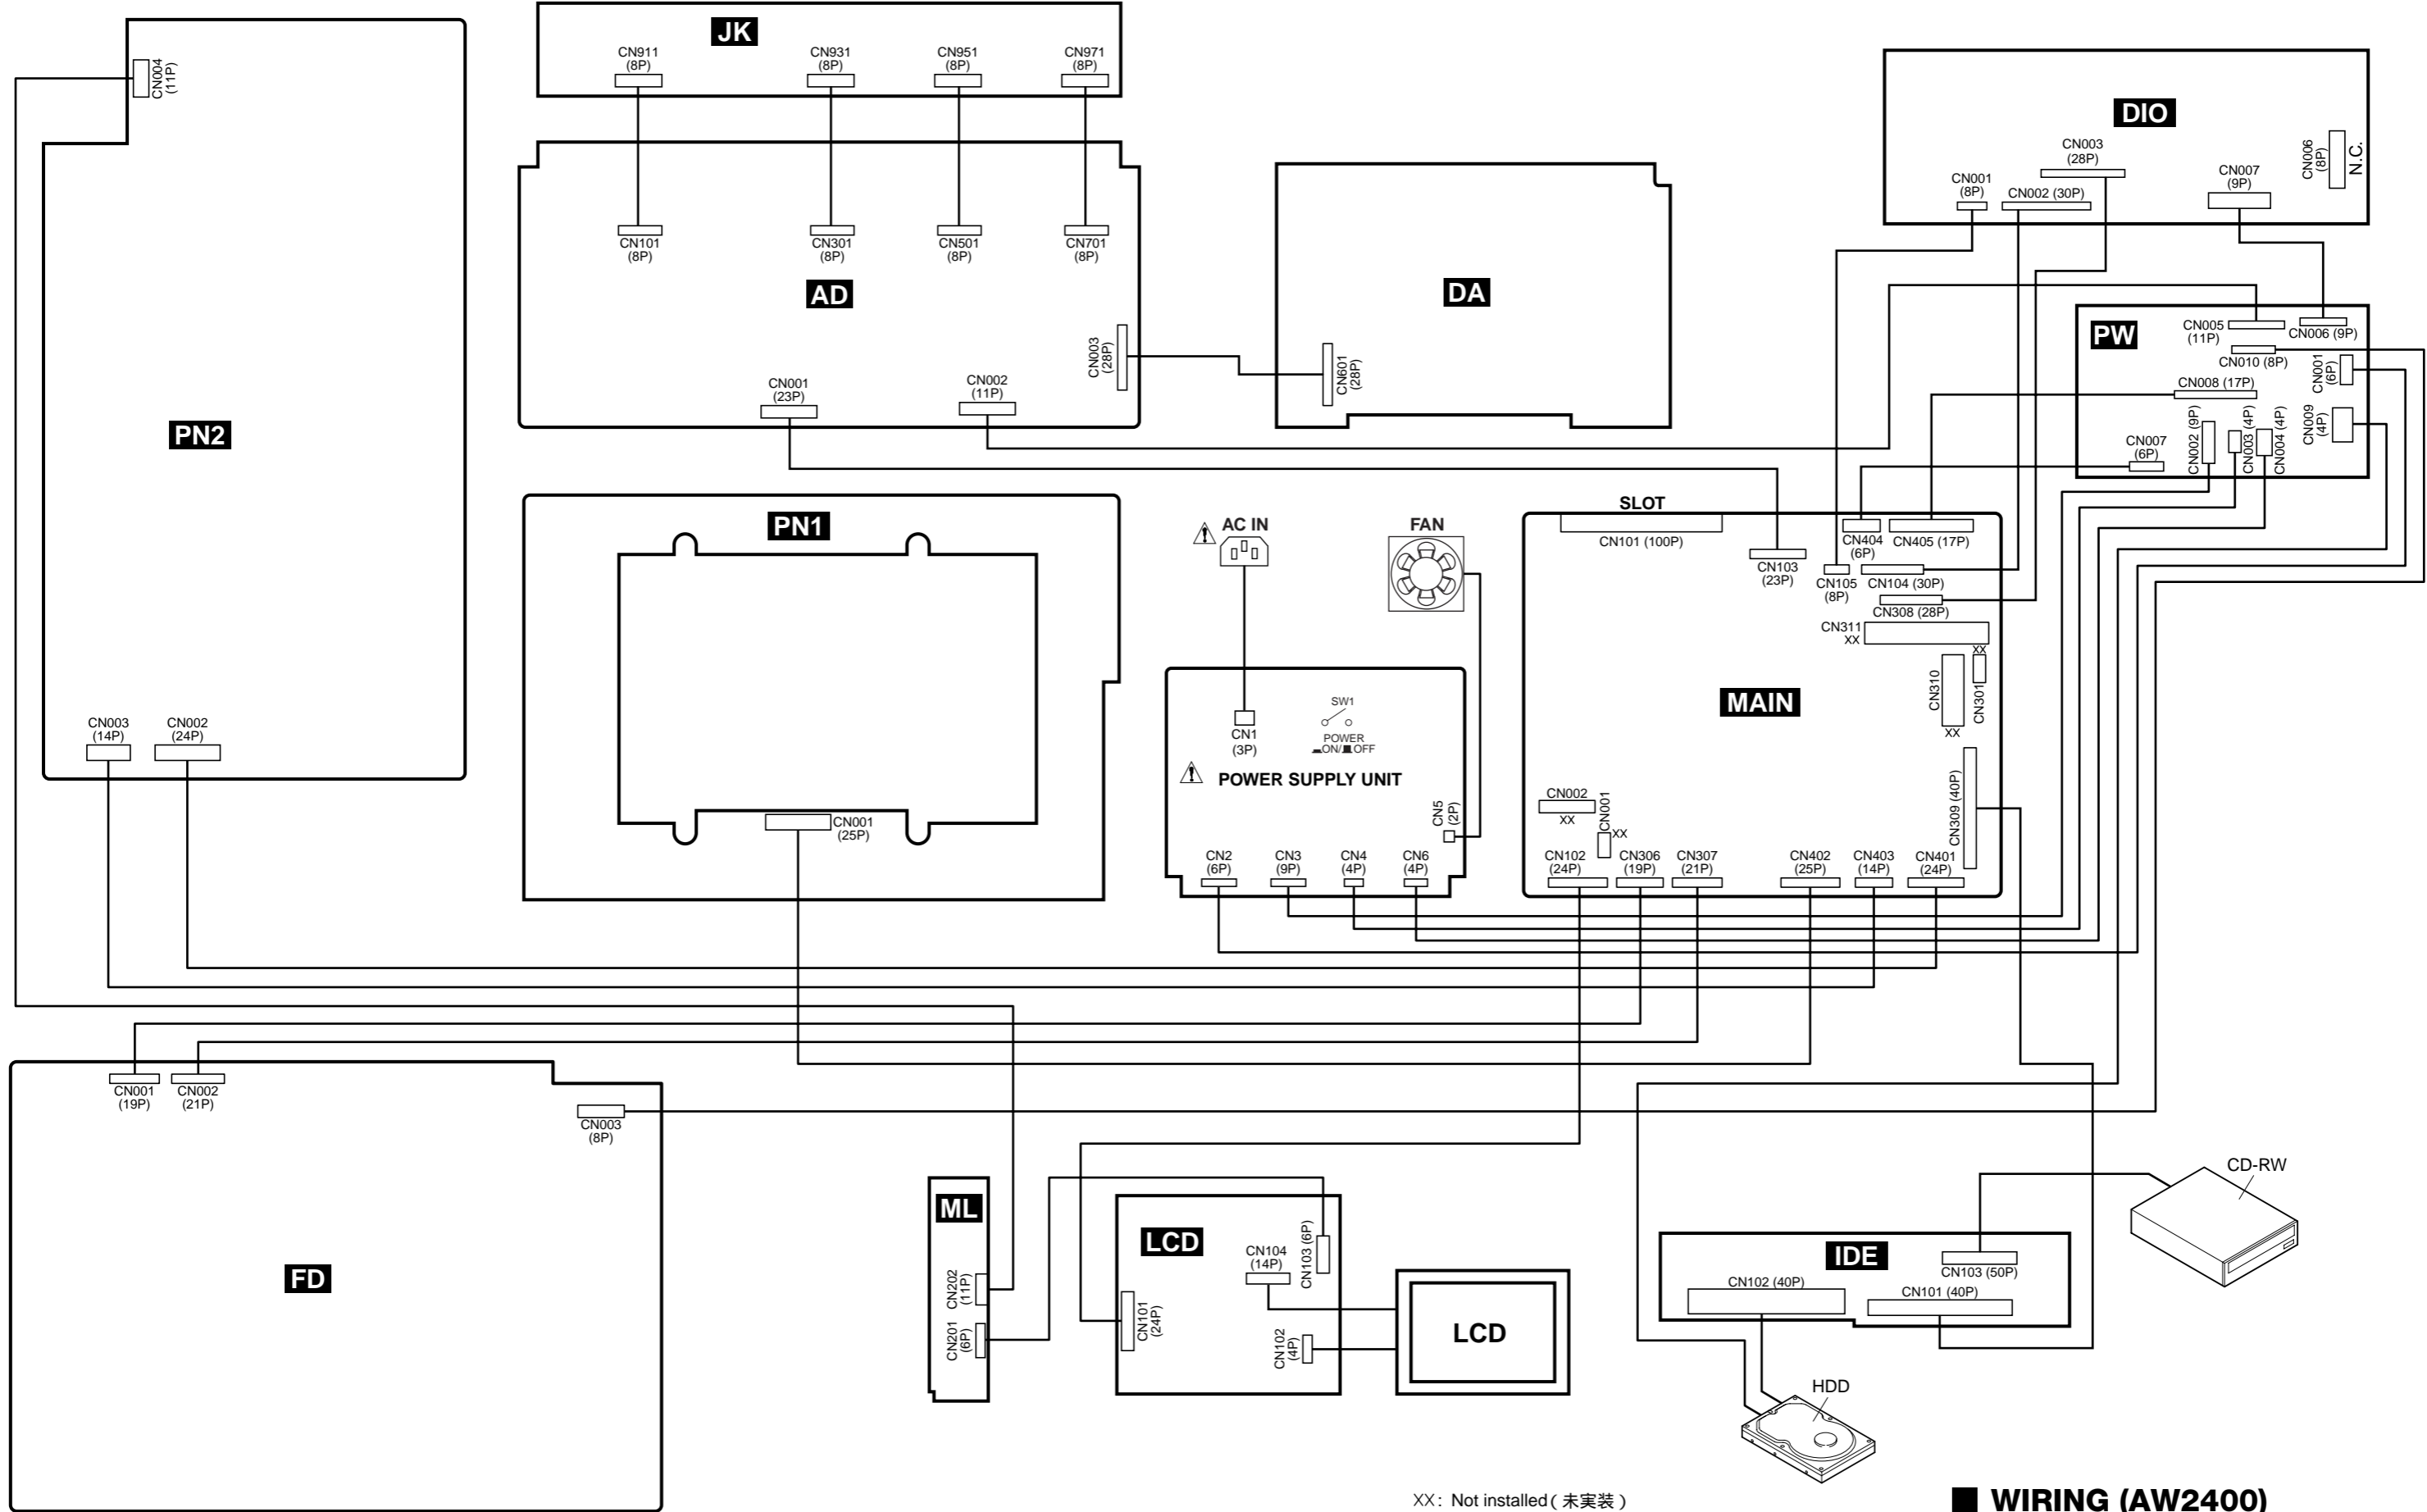 JK
CN911
(8P)
CN931
(8P)
CN951
(8P)
CN971
(8P)
CN004
(11P)
PN2
CN003
(14P)
CN002
(24P)
CN101
(8P)
CN301
(8P)
CN501
(8P)
CN701
(8P)
AD
CN001
(23P)
CN002
(11P)
CN003
(28P)
DA
CN601
(28P)
DIO
CN003
(28P)
CN001
(8P)
CN002 (30P)
CN007
(9P)
CN006
(8P)
N.C.
PW
CN005
(11P)
CN006 (9P)
CN010 (8P)
CN001
(6P)
CN008 (17P)
CN009
(4P)
CN007
(6P)
CN002 (9P)
CN003 (4P)
CN004 (4P)
PN1
CN001
(25P)
AC IN
FAN
CN1
(3P)
SW1
POWER
ON/ OFF
POWER SUPPLY UNIT
CN5
(2P)
CN2
(6P)
CN3
(9P)
CN4
(4P)
CN6
(4P)
SLOT
CN101 (100P)
CN103
(23P)
CN404
(6P)
CN405 (17P)
CN105
(8P)
CN104 (30P)
CN308 (28P)
CN311
XX
XX
CN310
CN301
XX
MAIN
CN309 (40P)
CN002
XX
CN001
XX
CN102
(24P)
CN306
(19P)
CN307
(21P)
CN402
(25P)
CN403
(14P)
CN401
(24P)
CN001
(19P)
CN002
(21P)
CN003
(8P)
FD
ML
CN202
(11P)
CN201
(6P)
LCD
CN104
(14P)
CN103 (6P)
CN101
(24P)
CN102
(4P)
LCD
IDE
CN103 (50P)
CN102 (40P)
CN101 (40P)
CD-RW
HDD
XX: Not installed ( 未実装 )
■ WIRING (AW2400)